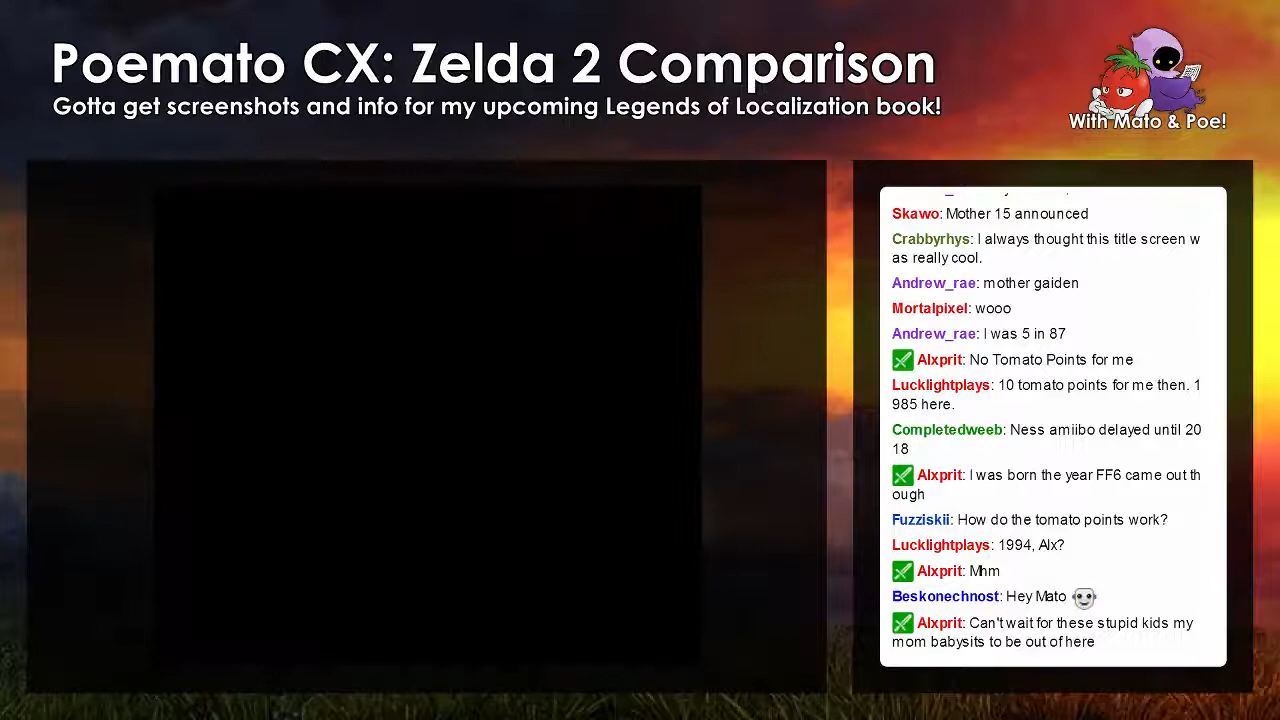 Poemato CX: Zelda 2 Comparison
Gotta get screenshots and info for my upcoming Legends of Localization book!
With Mato & Poe!
Skawo: Mother 15 announced
Crabbyrhys: I always thought this title screen w
as really cool.
Andrew_rae: mother gaiden
Mortalpixel: wooo
Andrew_rae: I was 5 in 87
Alxprit: No Tomato Points for me
Lucklightplays: 10 tomato points for me then. 1
985 here.
Completedweeb: Ness amiibo delayed until 20
18
Alxprit: I was born the year FF6 came out th
ough
Fuzziskii: How do the tomato points work?
Lucklightplays: 1994, Alx?
Alxprit: Mhm
Beskonechnost: Hey Mato
Alxprit: Can't wait for these stupid kids my
mom babysits to be out of here